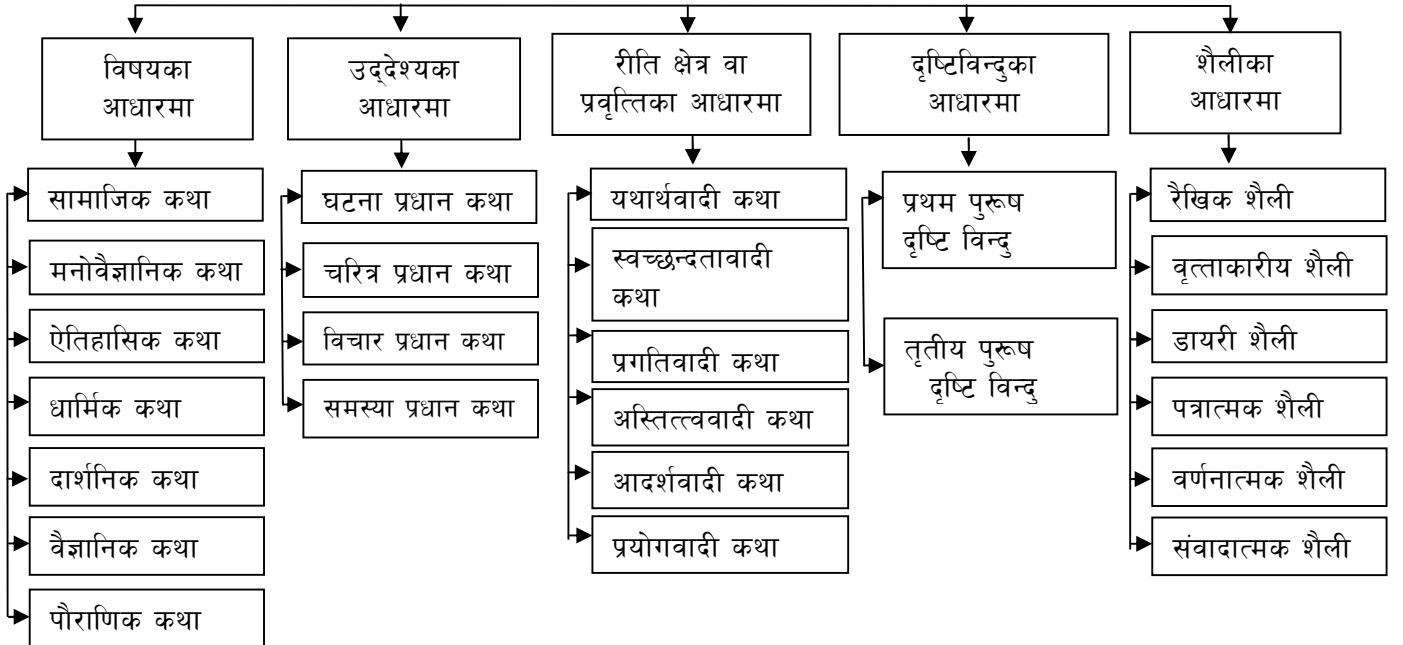 विषयका
आधारमा
सामाजिक कथा
मनोवैज्ञानिक कथा
ऐतिहासिक कथा
धार्मिक कथा
दार्शनिक कथा
वैज्ञानिक कथा
पौराणिक कथा
उद्देश्यका
आधारमा
घटना प्रधान कथा
चरित्र प्रधान कथा
विचार प्रधान कथा
समस्या प्रधान कथा
रीति क्षेत्र वा
प्रवृत्तिका आधारमा
यथार्थवादी कथा
स्वच्छन्दतावादी
कथा
प्रगतिवादी कथा
अस्तित्त्ववादी कथा
आदर्शवादी कथा
प्रयोगवादी कथा
दृष्टिविन्दुका
आधारमा
प्रथम पुरूष
दृष्टि विन्दु
तृतीय पुरूष
दृष्टि विन्दु
शैलीका
आधारमा
रैखिक शैली
वृत्ताकारीय शैली
डायरी शैली
पत्रात्मक शैली
वर्णनात्मक शैली
संवादात्मक शैली